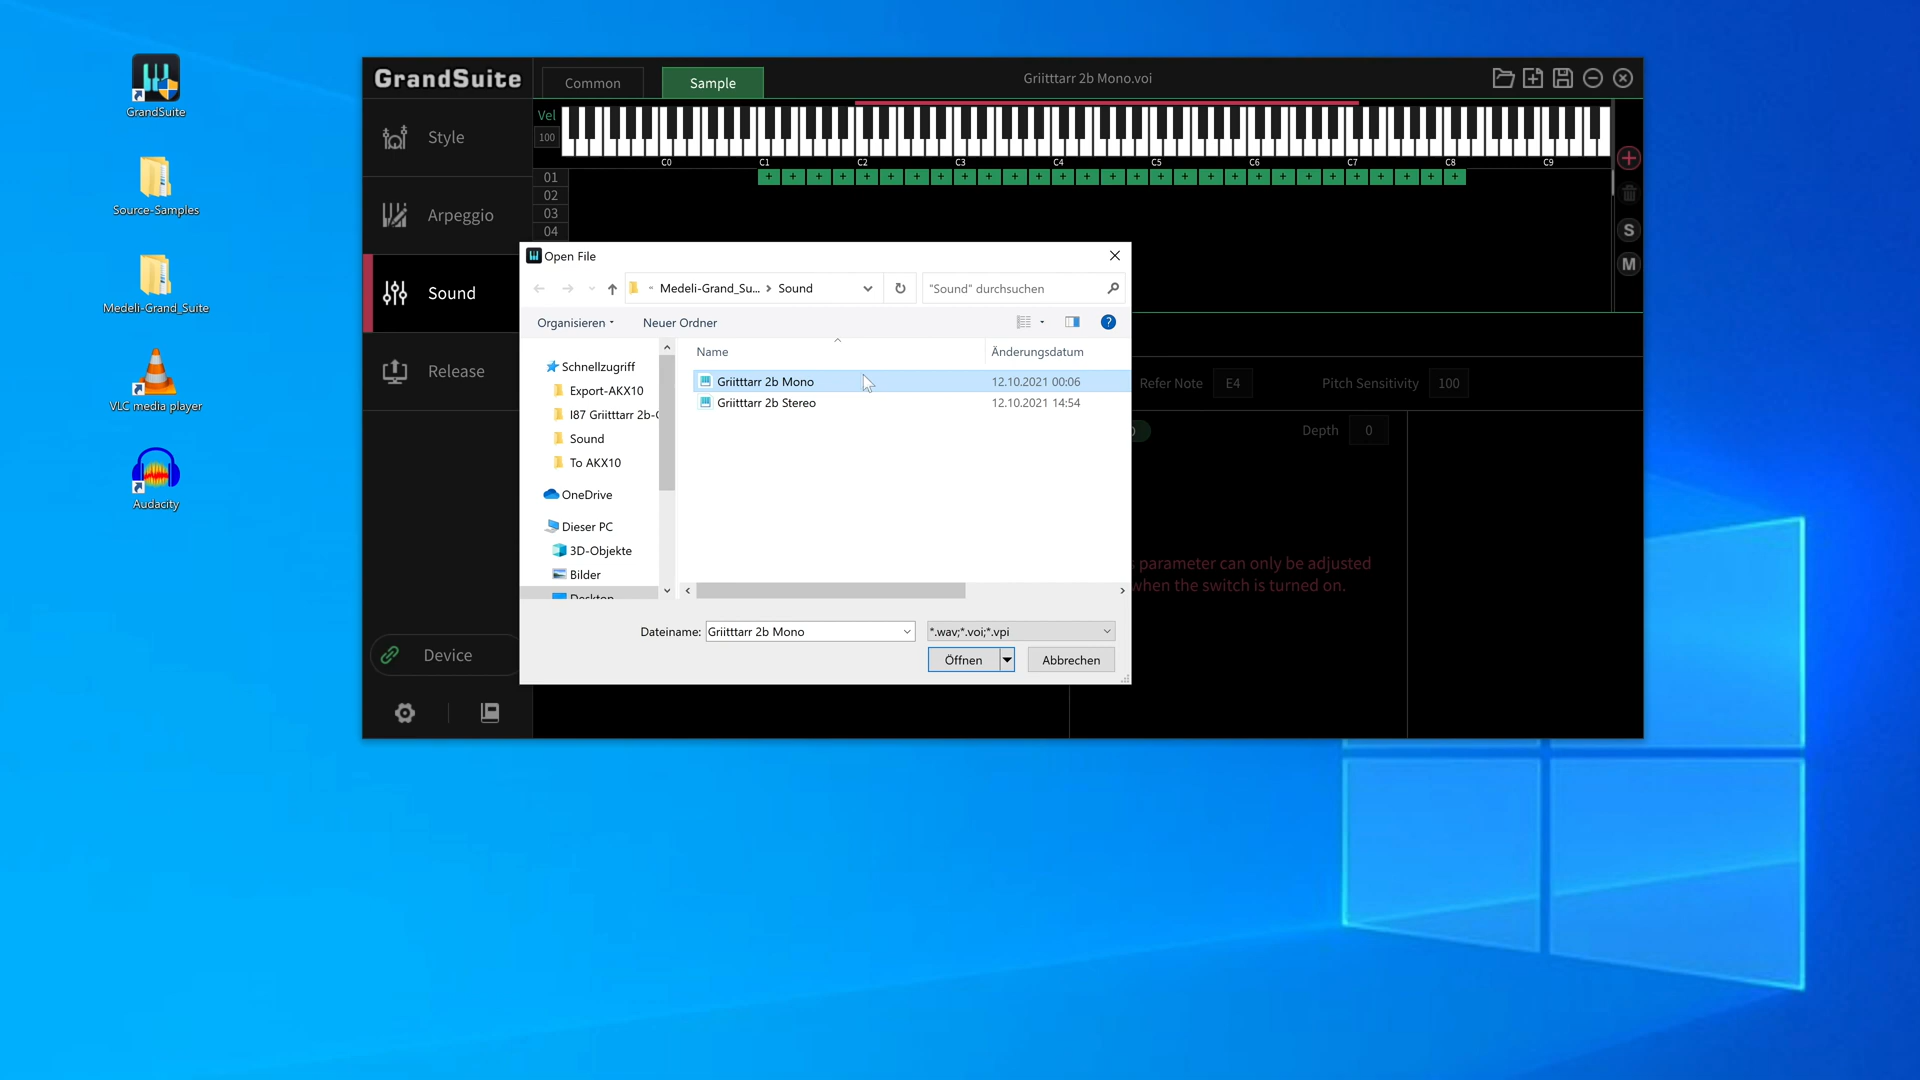 GrandSuite
Source-Samples
Medeli-Grand_Suite
VLC media player
Audacity
GrandSuite
Common
Sample
Griitttarr 2b Mono.voi
Style
Arpeggio
Sound
Release
Device
Vel
100
C0 C1 C2 C3 C4 C5 C6 C7 C8 C9
01
02
03
04
S
M
Open File
« Medeli-Grand_Su... > Sound
"Sound" durchsuchen
Organisieren
Neuer Ordner
Schnellzugriff
Export-AKX10
I87 Griitttarr 2b-
Sound
To AKX10
OneDrive
Dieser PC
3D-Objekte
Bilder
Desktop
Name Änderungsdatum
Griitttarr 2b Mono 12.10.2021 00:06
Griitttarr 2b Stereo 12.10.2021 14:54
Dateiname: Griitttarr 2b Mono
*.wav;*.voi;*.vpi
Öffnen
Abbrechen
Refer Note E4
Pitch Sensitivity 100
Depth 0
parameter can only be adjusted
when the switch is turned on.